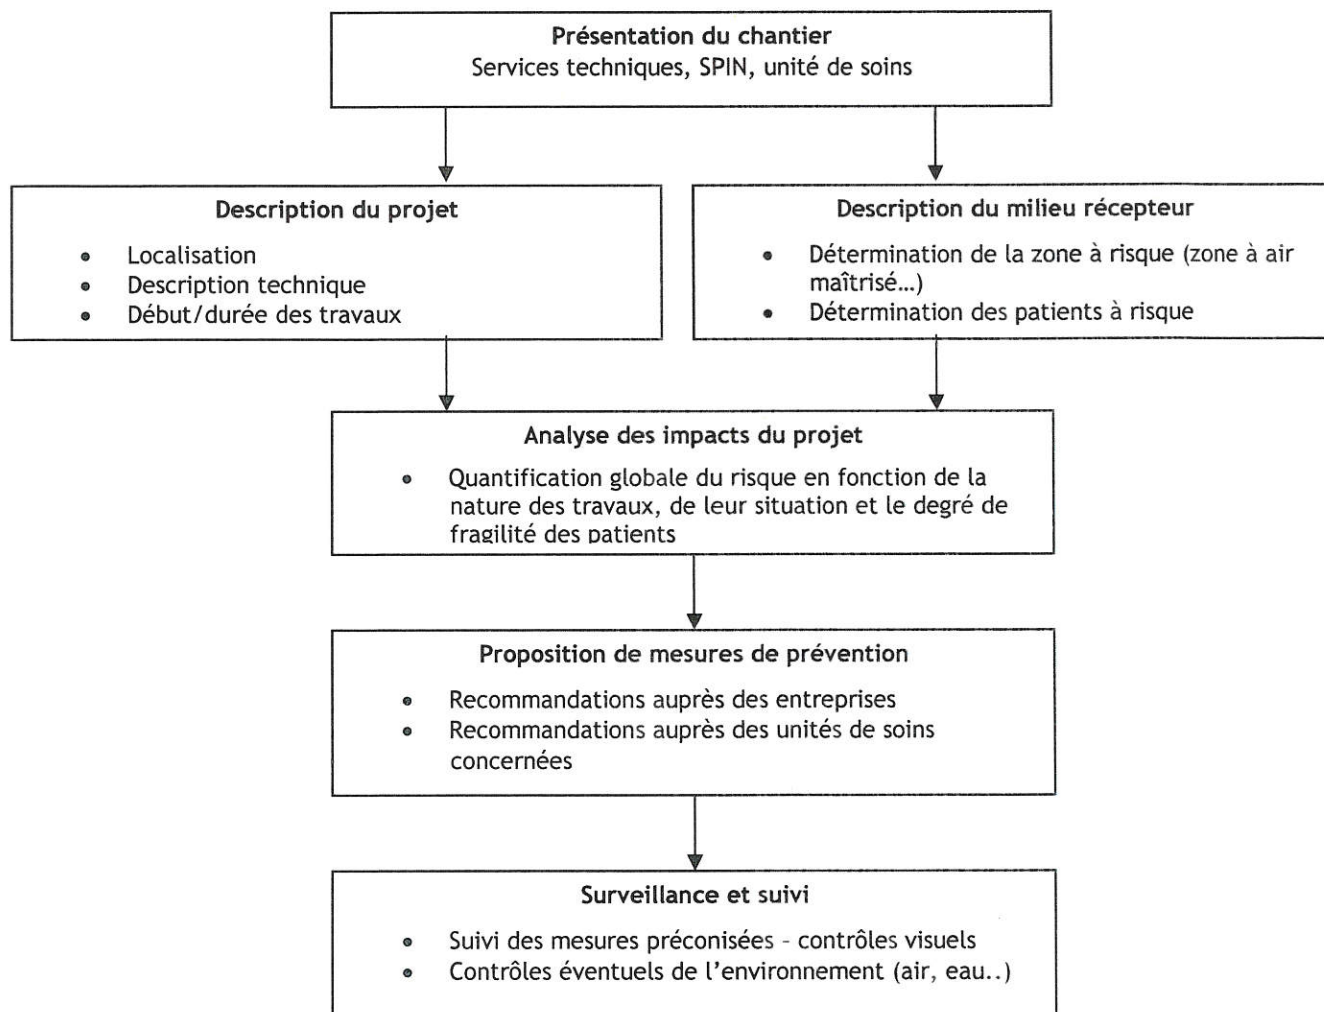 Présentation du chantier
Services techniques, SPIN, unité de soins
Description du projet
• Localisation
• Description technique
• Début/durée des travaux
Description du milieu récepteur
• Détermination de la zone à risque (zone à air
maîtrisé…)
• Détermination des patients à risque
Analyse des impacts du projet
• Quantification globale du risque en fonction de la
nature des travaux, de leur situation et le degré de
fragilité des patients
Proposition de mesures de prévention
• Recommandations auprès des entreprises
• Recommandations auprès des unités de soins
concernées
Surveillance et suivi
• Suivi des mesures préconisées – contrôles visuels
• Contrôles éventuels de l’environnement (air, eau..)